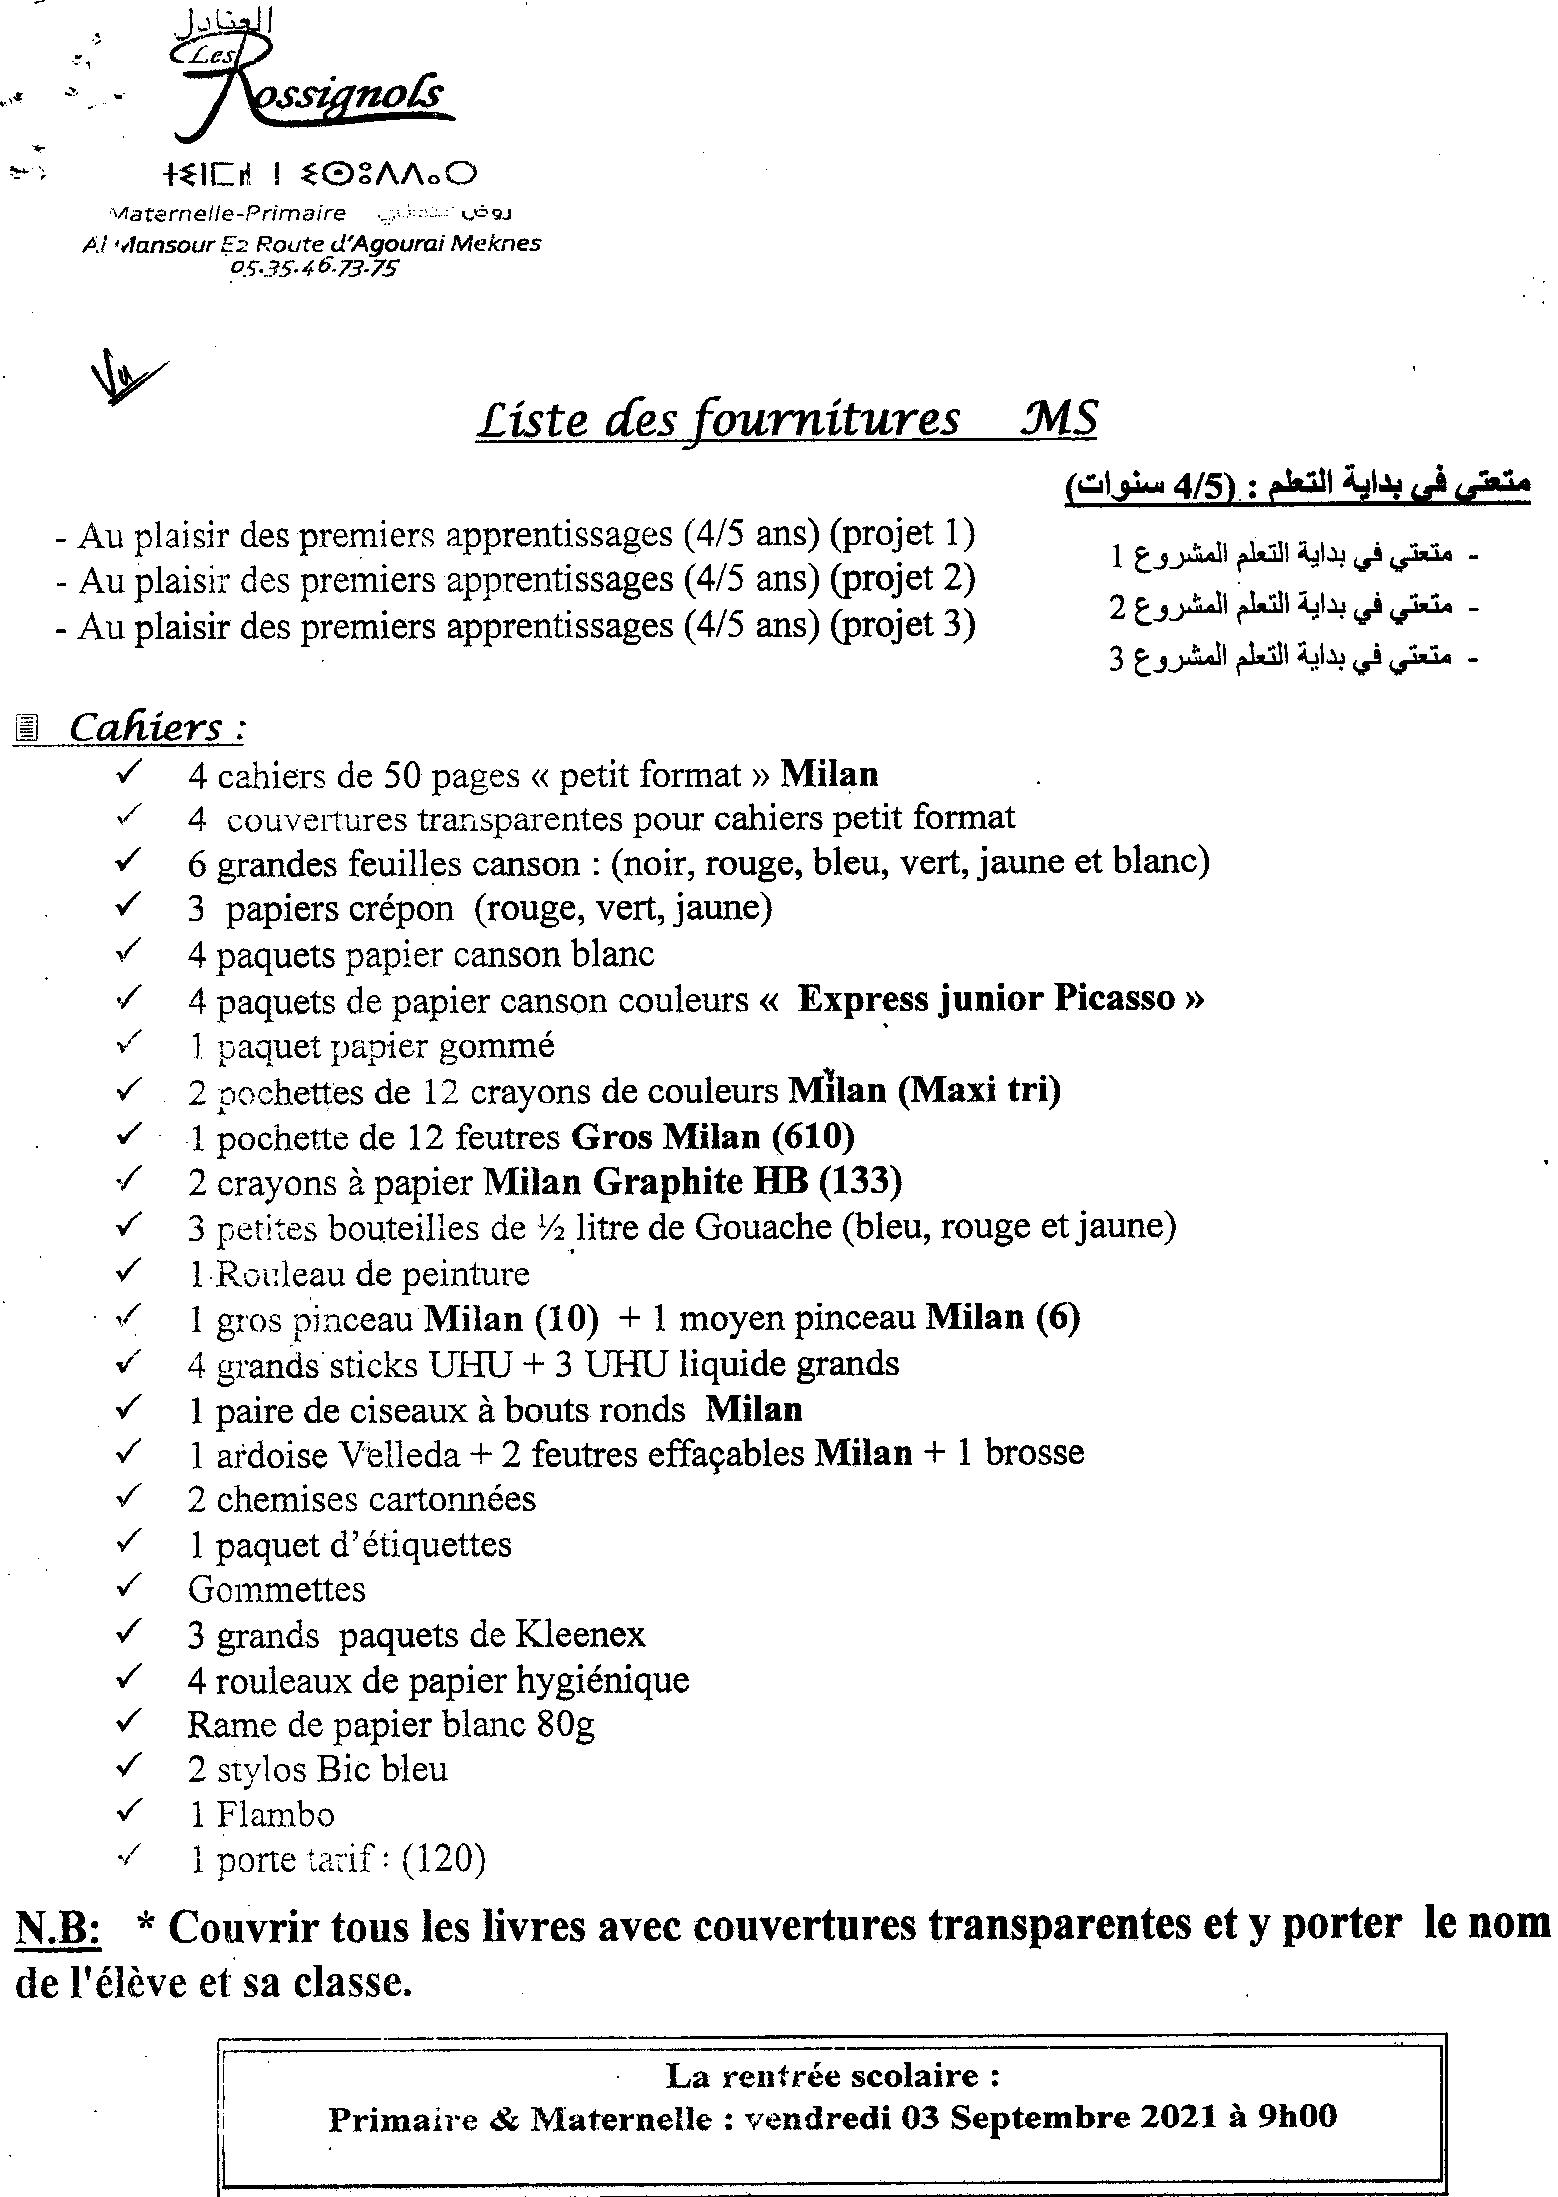 العنادل
Les
Rossignols
Maternelle-Primaire روض
Al Mansour E2 Route d'Agourai Meknes
05.35.46.73.75
Vu
Liste des fournitures MS
متعتي في بداية التعلم : (4/5 سنوات)
- Au plaisir des premiers apprentissages (4/5 ans) (projet 1)
- متعتي في بداية التعلم المشروع 1
- Au plaisir des premiers apprentissages (4/5 ans) (projet 2)
- متعتي في بداية التعلم المشروع 2
- Au plaisir des premiers apprentissages (4/5 ans) (projet 3)
- متعتي في بداية التعلم المشروع 3
Cahiers :
✓ 4 cahiers de 50 pages « petit format » Milan
✓ 4 couvertures transparentes pour cahiers petit format
✓ 6 grandes feuilles canson : (noir, rouge, bleu, vert, jaune et blanc)
✓ 3 papiers crépon (rouge, vert, jaune)
✓ 4 paquets papier canson blanc
✓ 4 paquets de papier canson couleurs « Express junior Picasso »
✓ 1 paquet papier gommé
✓ 2 pochettes de 12 crayons de couleurs Milan (Maxi tri)
✓ 1 pochette de 12 feutres Gros Milan (610)
✓ 2 crayons à papier Milan Graphite HB (133)
✓ 3 petites bouteilles de ½ litre de Gouache (bleu, rouge et jaune)
✓ 1 Rouleau de peinture
✓ 1 gros pinceau Milan (10) + 1 moyen pinceau Milan (6)
✓ 4 grands sticks UHU + 3 UHU liquide grands
✓ 1 paire de ciseaux à bouts ronds Milan
✓ 1 ardoise Velleda + 2 feutres effaçables Milan + 1 brosse
✓ 2 chemises cartonnées
✓ 1 paquet d'étiquettes
✓ Gommettes
✓ 3 grands paquets de Kleenex
✓ 4 rouleaux de papier hygiénique
✓ Rame de papier blanc 80g
✓ 2 stylos Bic bleu
✓ 1 Flambo
✓ 1 porte tarif : (120)
N.B: * Couvrir tous les livres avec couvertures transparentes et y porter le nom
de l'élève et sa classe.
La rentrée scolaire :
Primaire & Maternelle : vendredi 03 Septembre 2021 à 9h00